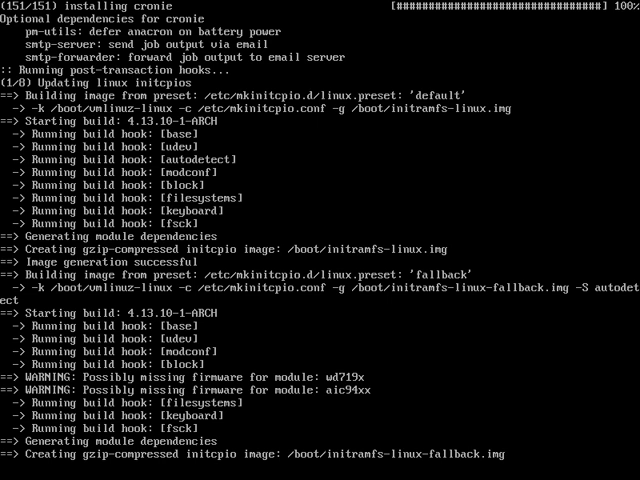 (151/151) installing cronie [################################] 100%
Optional dependencies for cronie
    pm-utils: defer anacron on battery power
    smtp-server: send job output via email
    smtp-forwarder: forward job output to email server
:: Running post-transaction hooks...
(1/8) Updating linux initcpios
==> Building image from preset: /etc/mkinitcpio.d/linux.preset: 'default'
  -> -k /boot/vmlinuz-linux -c /etc/mkinitcpio.conf -g /boot/initramfs-linux.img
==> Starting build: 4.13.10-1-ARCH
  -> Running build hook: [base]
  -> Running build hook: [udev]
  -> Running build hook: [autodetect]
  -> Running build hook: [modconf]
  -> Running build hook: [block]
  -> Running build hook: [filesystems]
  -> Running build hook: [keyboard]
  -> Running build hook: [fsck]
==> Generating module dependencies
==> Creating gzip-compressed initcpio image: /boot/initramfs-linux.img
==> Image generation successful
==> Building image from preset: /etc/mkinitcpio.d/linux.preset: 'fallback'
  -> -k /boot/vmlinuz-linux -c /etc/mkinitcpio.conf -g /boot/initramfs-linux-fallback.img -S autodet
ect
==> Starting build: 4.13.10-1-ARCH
  -> Running build hook: [base]
  -> Running build hook: [udev]
  -> Running build hook: [modconf]
  -> Running build hook: [block]
==> WARNING: Possibly missing firmware for module: wd719x
==> WARNING: Possibly missing firmware for module: aic94xx
  -> Running build hook: [filesystems]
  -> Running build hook: [keyboard]
  -> Running build hook: [fsck]
==> Generating module dependencies
==> Creating gzip-compressed initcpio image: /boot/initramfs-linux-fallback.img